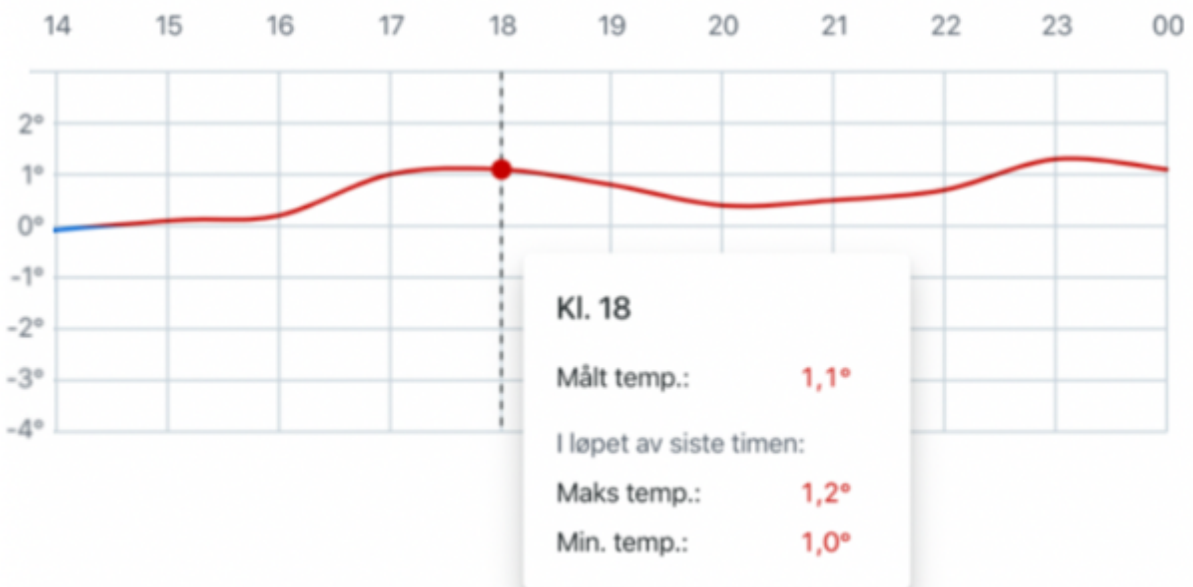 14 15 16 17 18 19 20 21 22 23 00
2°
1°
0°
-1°
-2°
-3°
-4°
Kl. 18
Målt temp.: 1,1°
I løpet av siste timen:
Maks temp.: 1,2°
Min. temp.: 1,0°